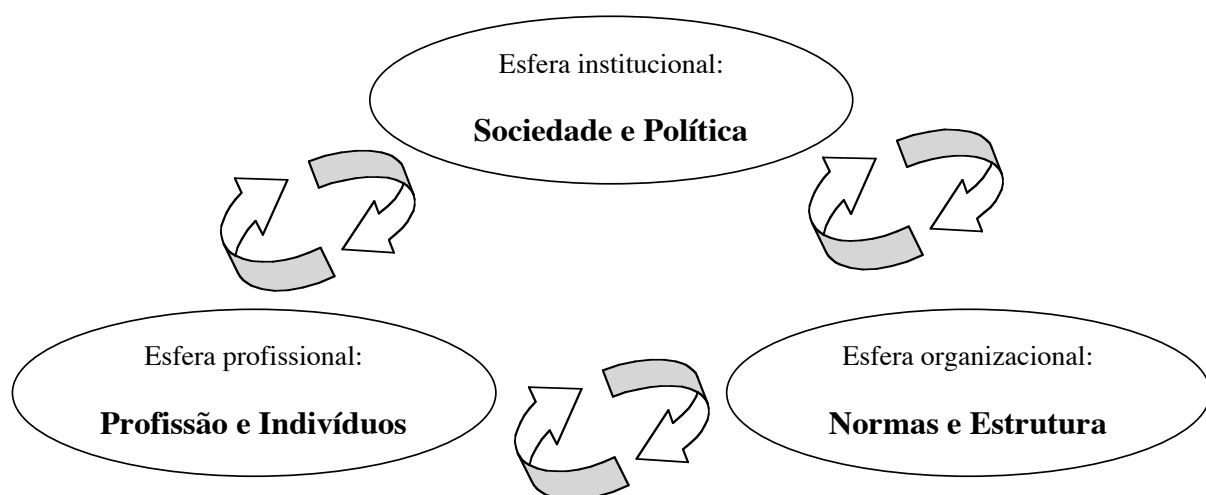 Esfera institucional:
Sociedade e Política
Esfera profissional:
Profissão e Indivíduos
Esfera organizacional:
Normas e Estrutura